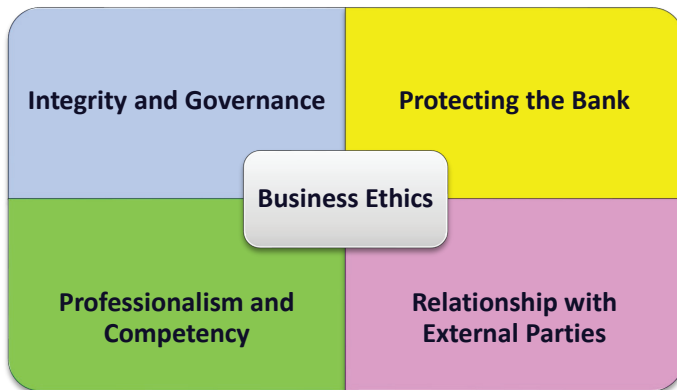 Integrity and Governance
Protecting the Bank
Business Ethics
Professionalism and
Competency
Relationship with
External Parties